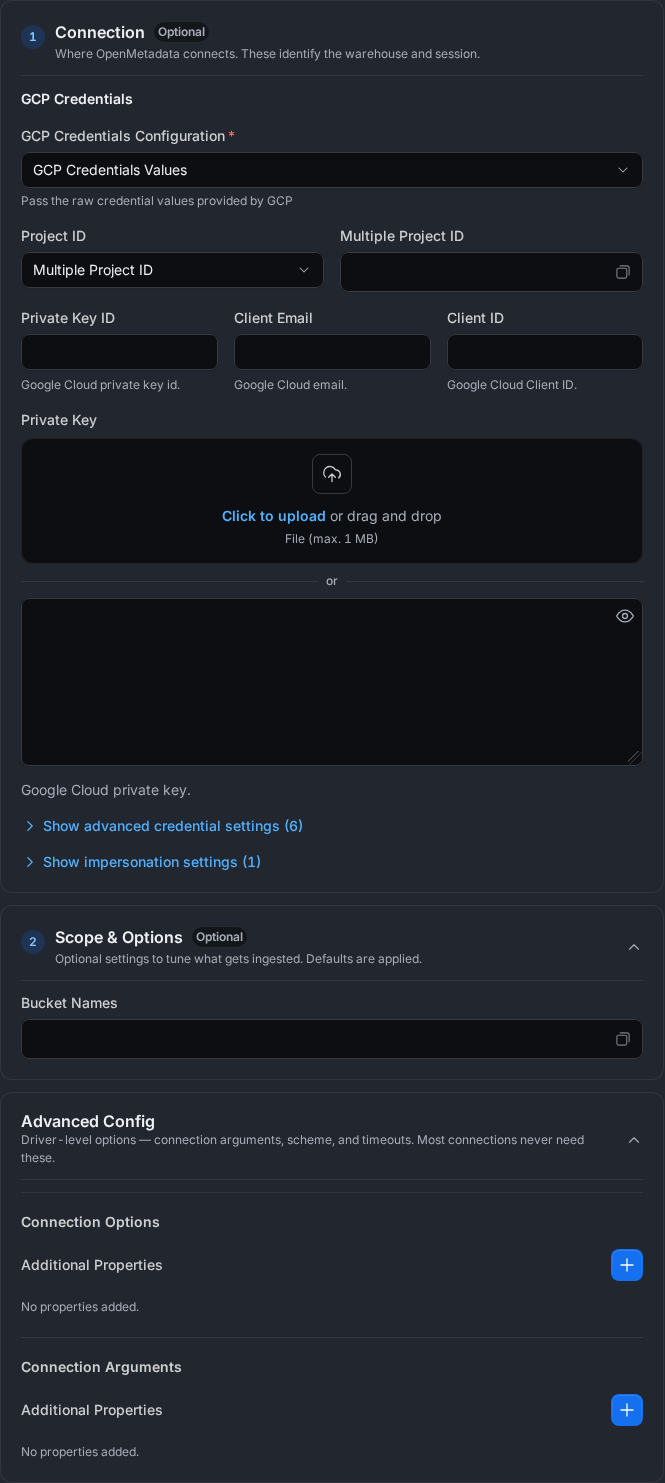 1
Connection Optional
Where OpenMetadata connects. These identify the warehouse and session.
GCP Credentials
GCP Credentials Configuration *
GCP Credentials Values
Pass the raw credential values provided by GCP
Project ID Multiple Project ID
Multiple Project ID
Private Key ID Client Email Client ID
Google Cloud private key id. Google Cloud email. Google Cloud Client ID.
Private Key
Click to upload or drag and drop
File (max. 1 MB)
or
Google Cloud private key.
Show advanced credential settings (6)
Show impersonation settings (1)
2
Scope & Options Optional
Optional settings to tune what gets ingested. Defaults are applied.
Bucket Names
Advanced Config
Driver-level options — connection arguments, scheme, and timeouts. Most connections never need
these.
Connection Options
Additional Properties
No properties added.
Connection Arguments
Additional Properties
No properties added.